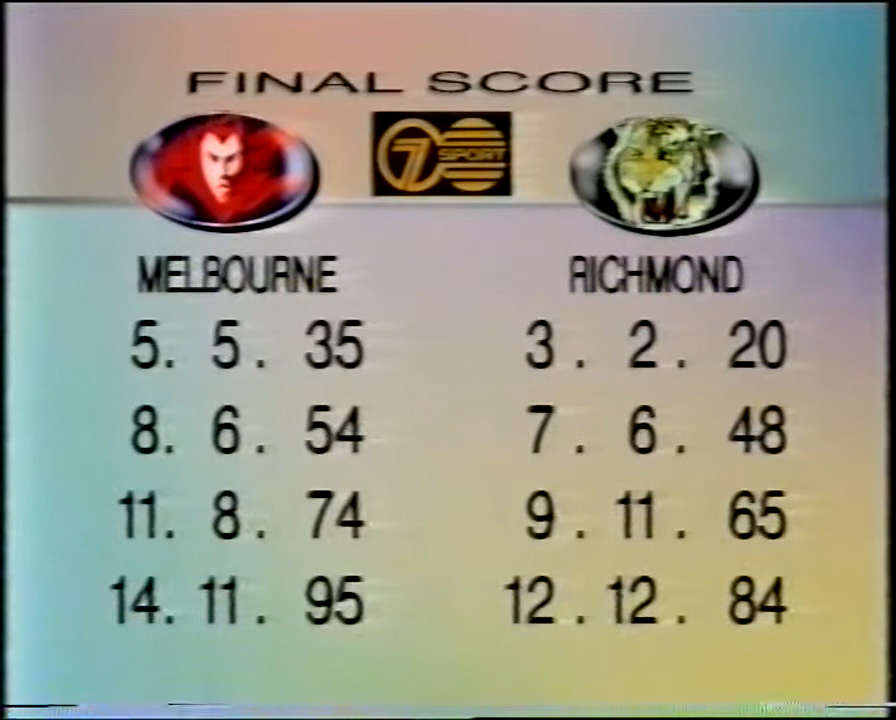 FINAL SCORE
7 SPORT
MELBOURNE RICHMOND
5. 5. 35 3. 2. 20
8. 6. 54 7. 6. 48
11. 8. 74 9. 11. 65
14. 11. 95 12. 12. 84